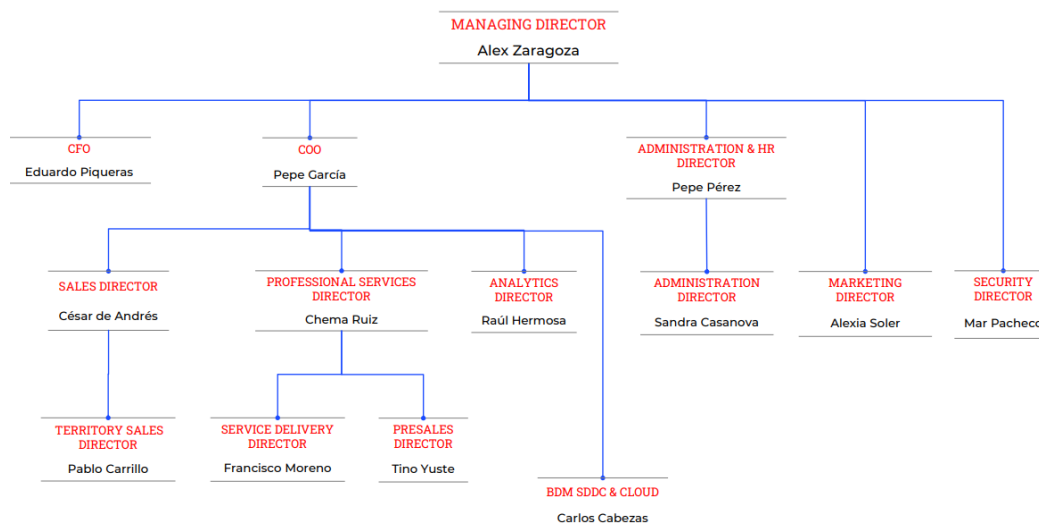 MANAGING DIRECTOR
Alex Zaragoza
CFO
Eduardo Piqueras
COO
Pepe García
ADMINISTRATION & HR
DIRECTOR
Pepe Pérez
SALES DIRECTOR
César de Andrés
PROFESSIONAL SERVICES
DIRECTOR
Chema Ruiz
ANALYTICS
DIRECTOR
Raúl Hermosa
ADMINISTRATION
DIRECTOR
Sandra Casanova
MARKETING
DIRECTOR
Alexia Soler
SECURITY
DIRECTOR
Mar Pacheco
TERRITORY SALES
DIRECTOR
Pablo Carrillo
SERVICE DELIVERY
DIRECTOR
Francisco Moreno
PRESALES
DIRECTOR
Tino Yuste
BDM SDDC & CLOUD
Carlos Cabezas